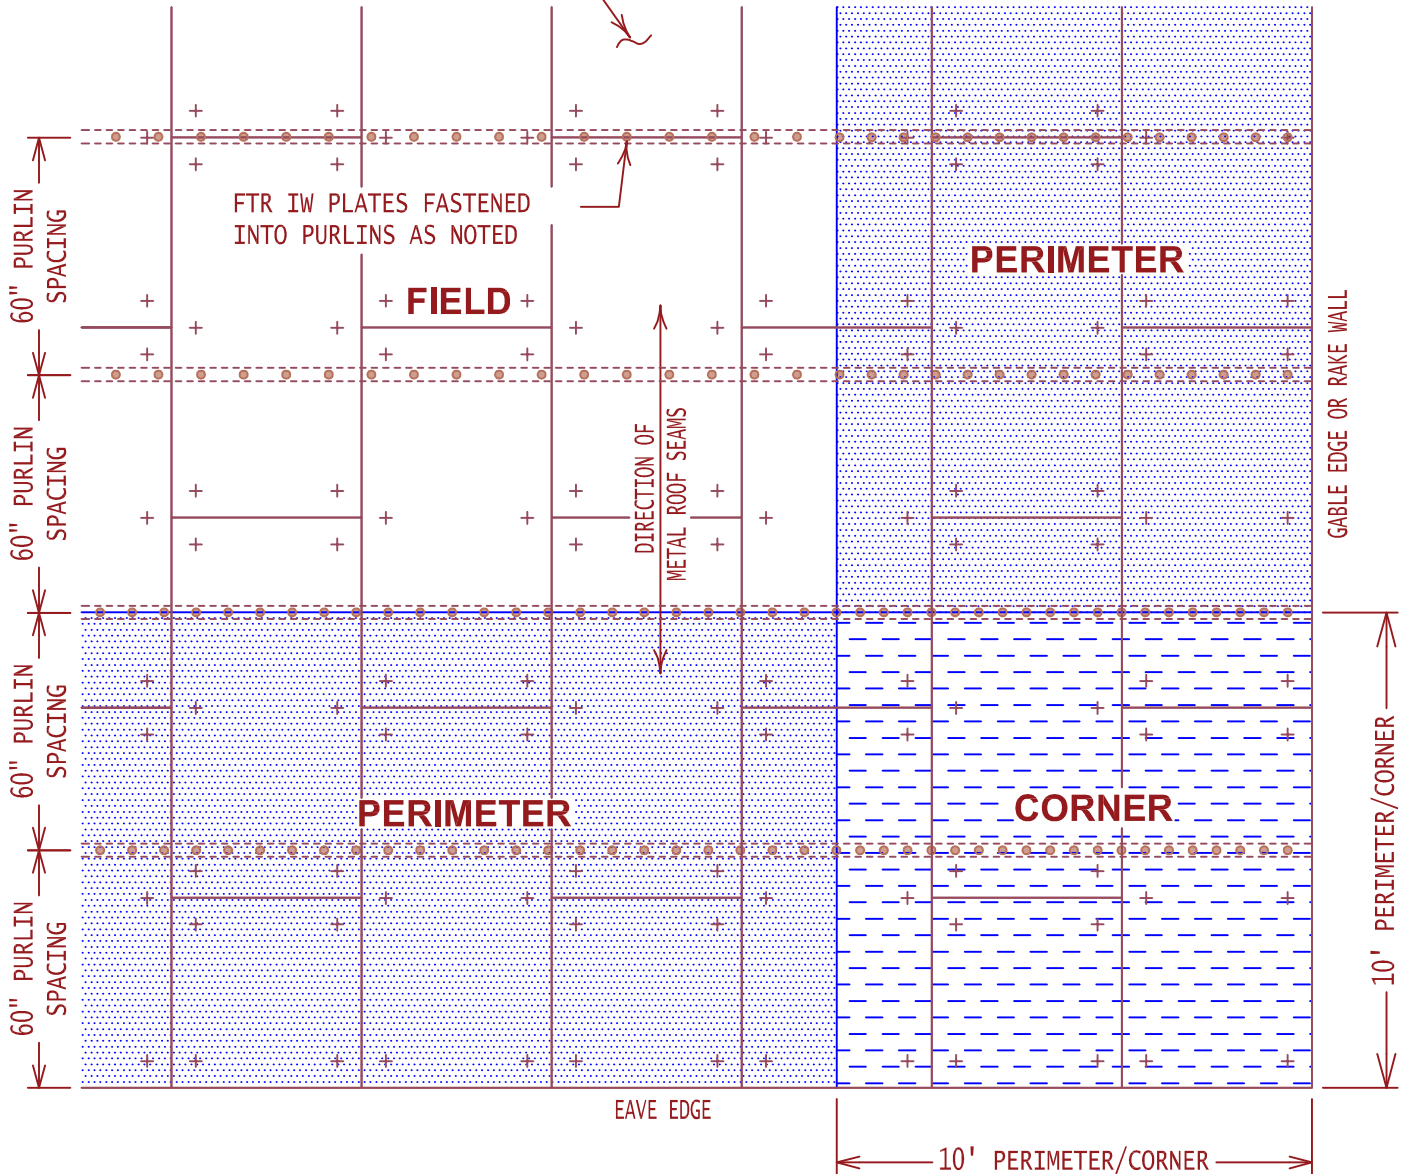 FTR IW PLATES FASTENED
INTO PURLINS AS NOTED
PERIMETER
FIELD
60" PURLIN
SPACING
GABLE EDGE OR RAKE WALL
DIRECTION OF
METAL ROOF SEAMS
60" PURLIN
SPACING
60" PURLIN
SPACING
PERIMETER
CORNER
10' PERIMETER/CORNER
60" PURLIN
SPACING
EAVE EDGE
10' PERIMETER/CORNER